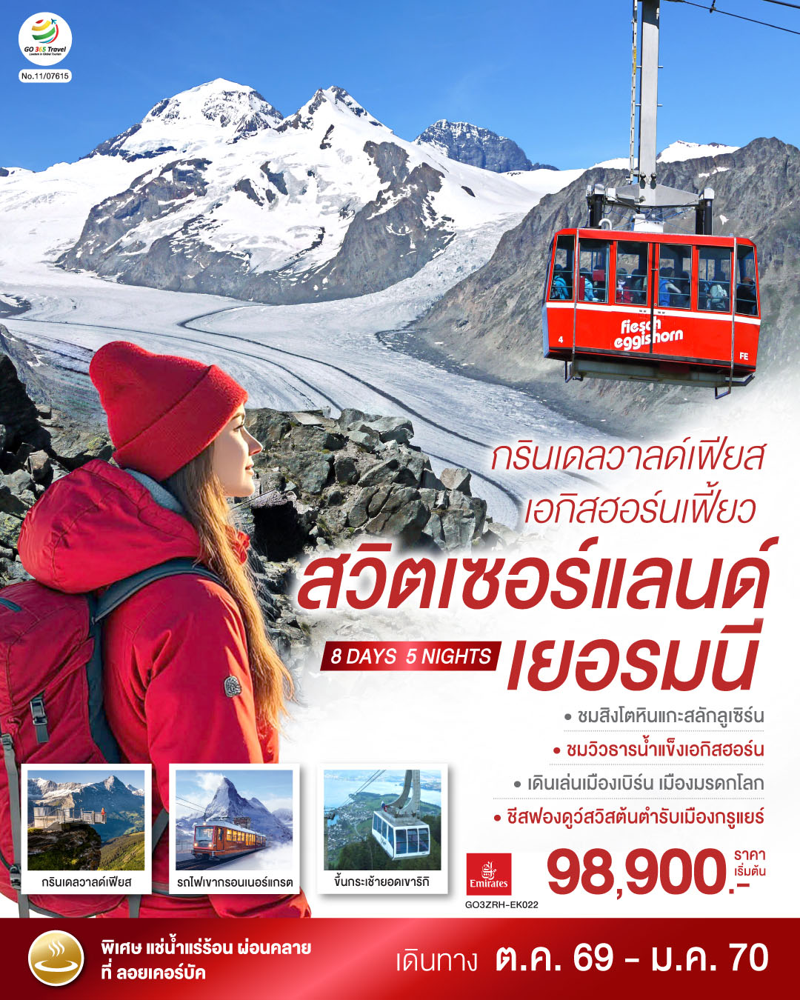 GO 365 Travel
Leaders in Global Tourism
No.11/07615
fiesch
eggishorn
4
FE
กรินเดลวาลด์เฟียส
เอกิสฮอร์นเฟี้ยว
สวิตเซอร์แลนด์
8 DAYS 5 NIGHTS
เยอรมนี
• ชมสิงโตหินแกะสลักลูเซิร์น
• ชมวิวธารน้ำแข็งเอกิสฮอร์น
• เดินเล่นเมืองเบิร์น เมืองมรดกโลก
• ชีสฟองดูว์สวิสต้นตำรับเมืองกรูแยร์
กรินเดลวาลด์เฟียส
รถไฟเขากรอนเนอร์แกรต
ขึ้นกระเช้ายอดเขาริกิ
Emirates
GO3ZRH-EK022
98,900.-
ราคา
เริ่มต้น
พิเศษ แช่น้ำแร่ร้อน ผ่อนคลาย
ที่ ลอยเคอร์บัค
เดินทาง ต.ค. 69 - ม.ค. 70